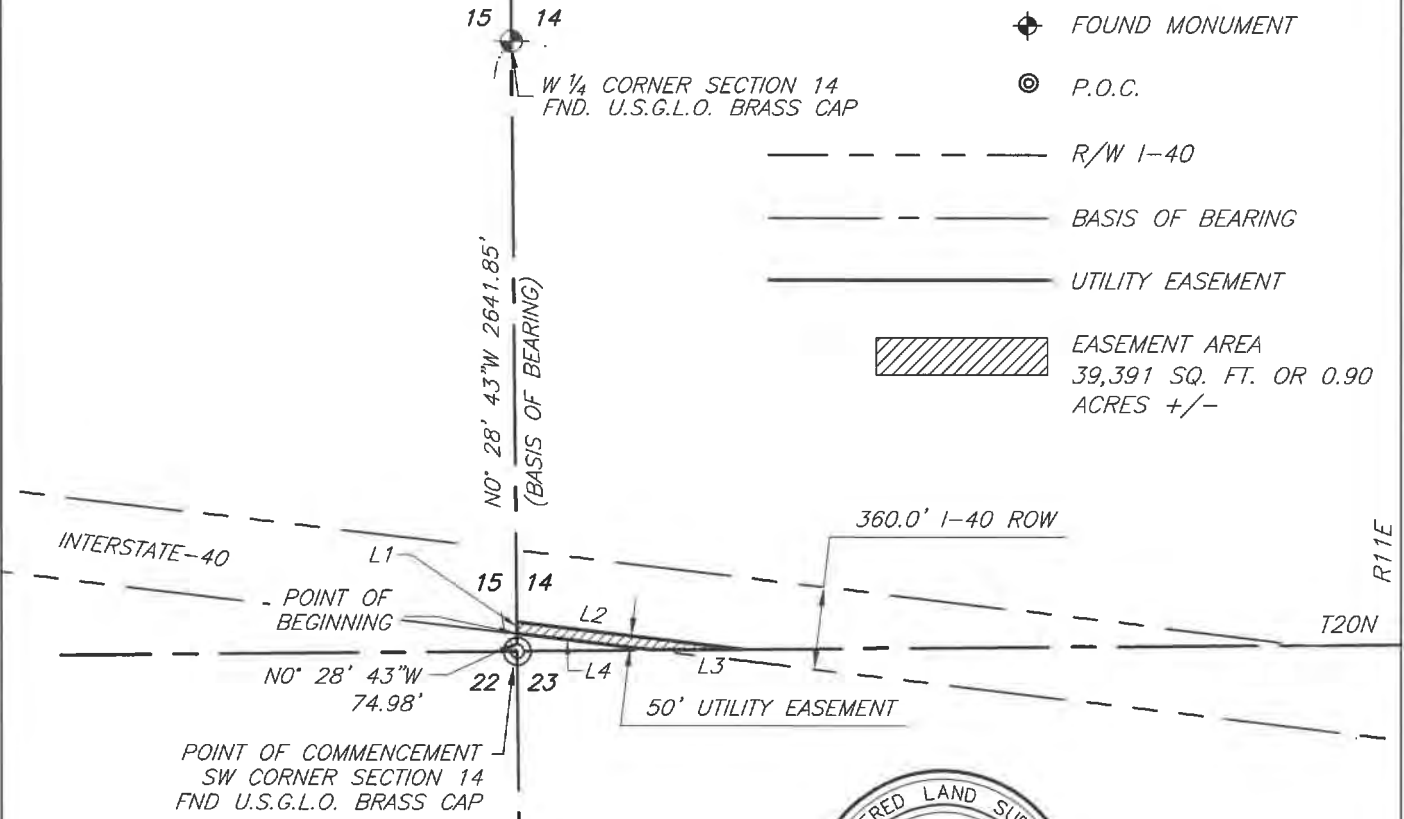 15 14
W 1/4 CORNER SECTION 14
FND. U.S.G.L.O. BRASS CAP
FOUND MONUMENT
P.O.C.
R/W I-40
BASIS OF BEARING
UTILITY EASEMENT
EASEMENT AREA
39,391 SQ. FT. OR 0.90
ACRES +/-
N0° 28' 43"W 2641.85'
(BASIS OF BEARING)
360.0' I-40 ROW
R11E
INTERSTATE-40
L1
15 14
POINT OF
BEGINNING
L2
T20N
N0° 28' 43"W
74.98'
22 23
L4
L3
50' UTILITY EASEMENT
POINT OF COMMENCEMENT
SW CORNER SECTION 14
FND U.S.G.L.O. BRASS CAP
LAND